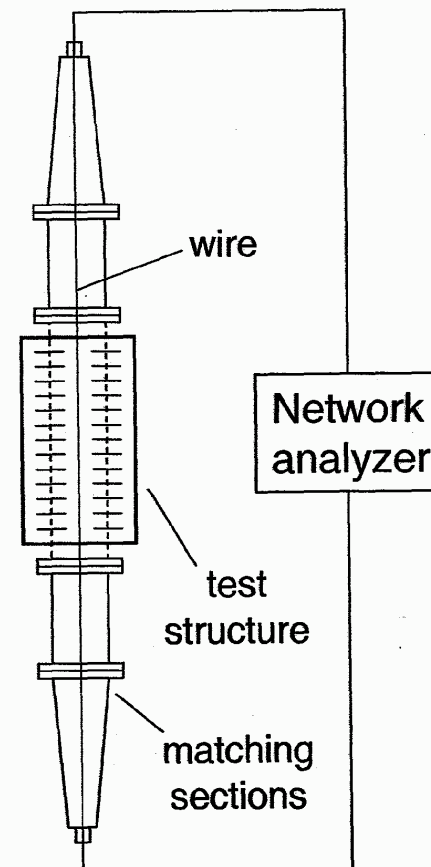 wire
Network
analyzer
test
structure
matching
sections